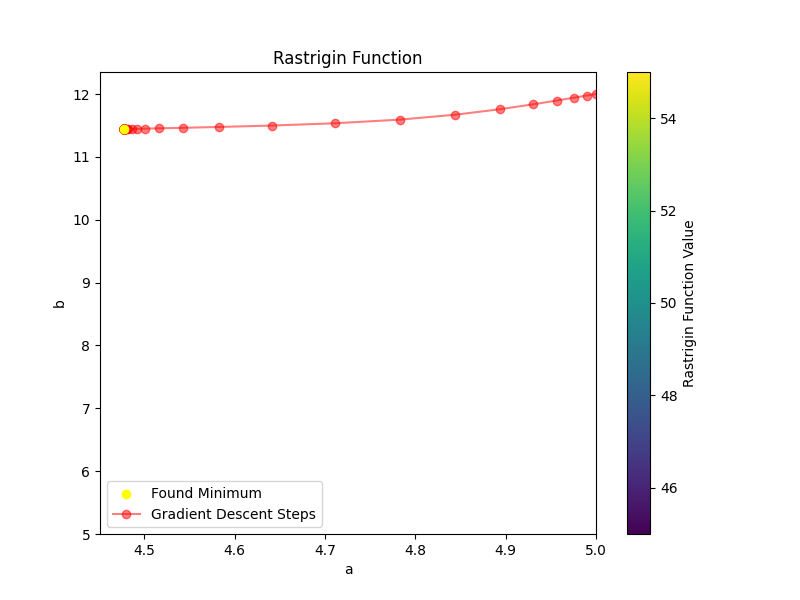 Rastrigin Function
12
11
10
9
8
7
6
5
b
4.5 4.6 4.7 4.8 4.9 5.0
a
Found Minimum
Gradient Descent Steps
54
52
50
48
46
Rastrigin Function Value